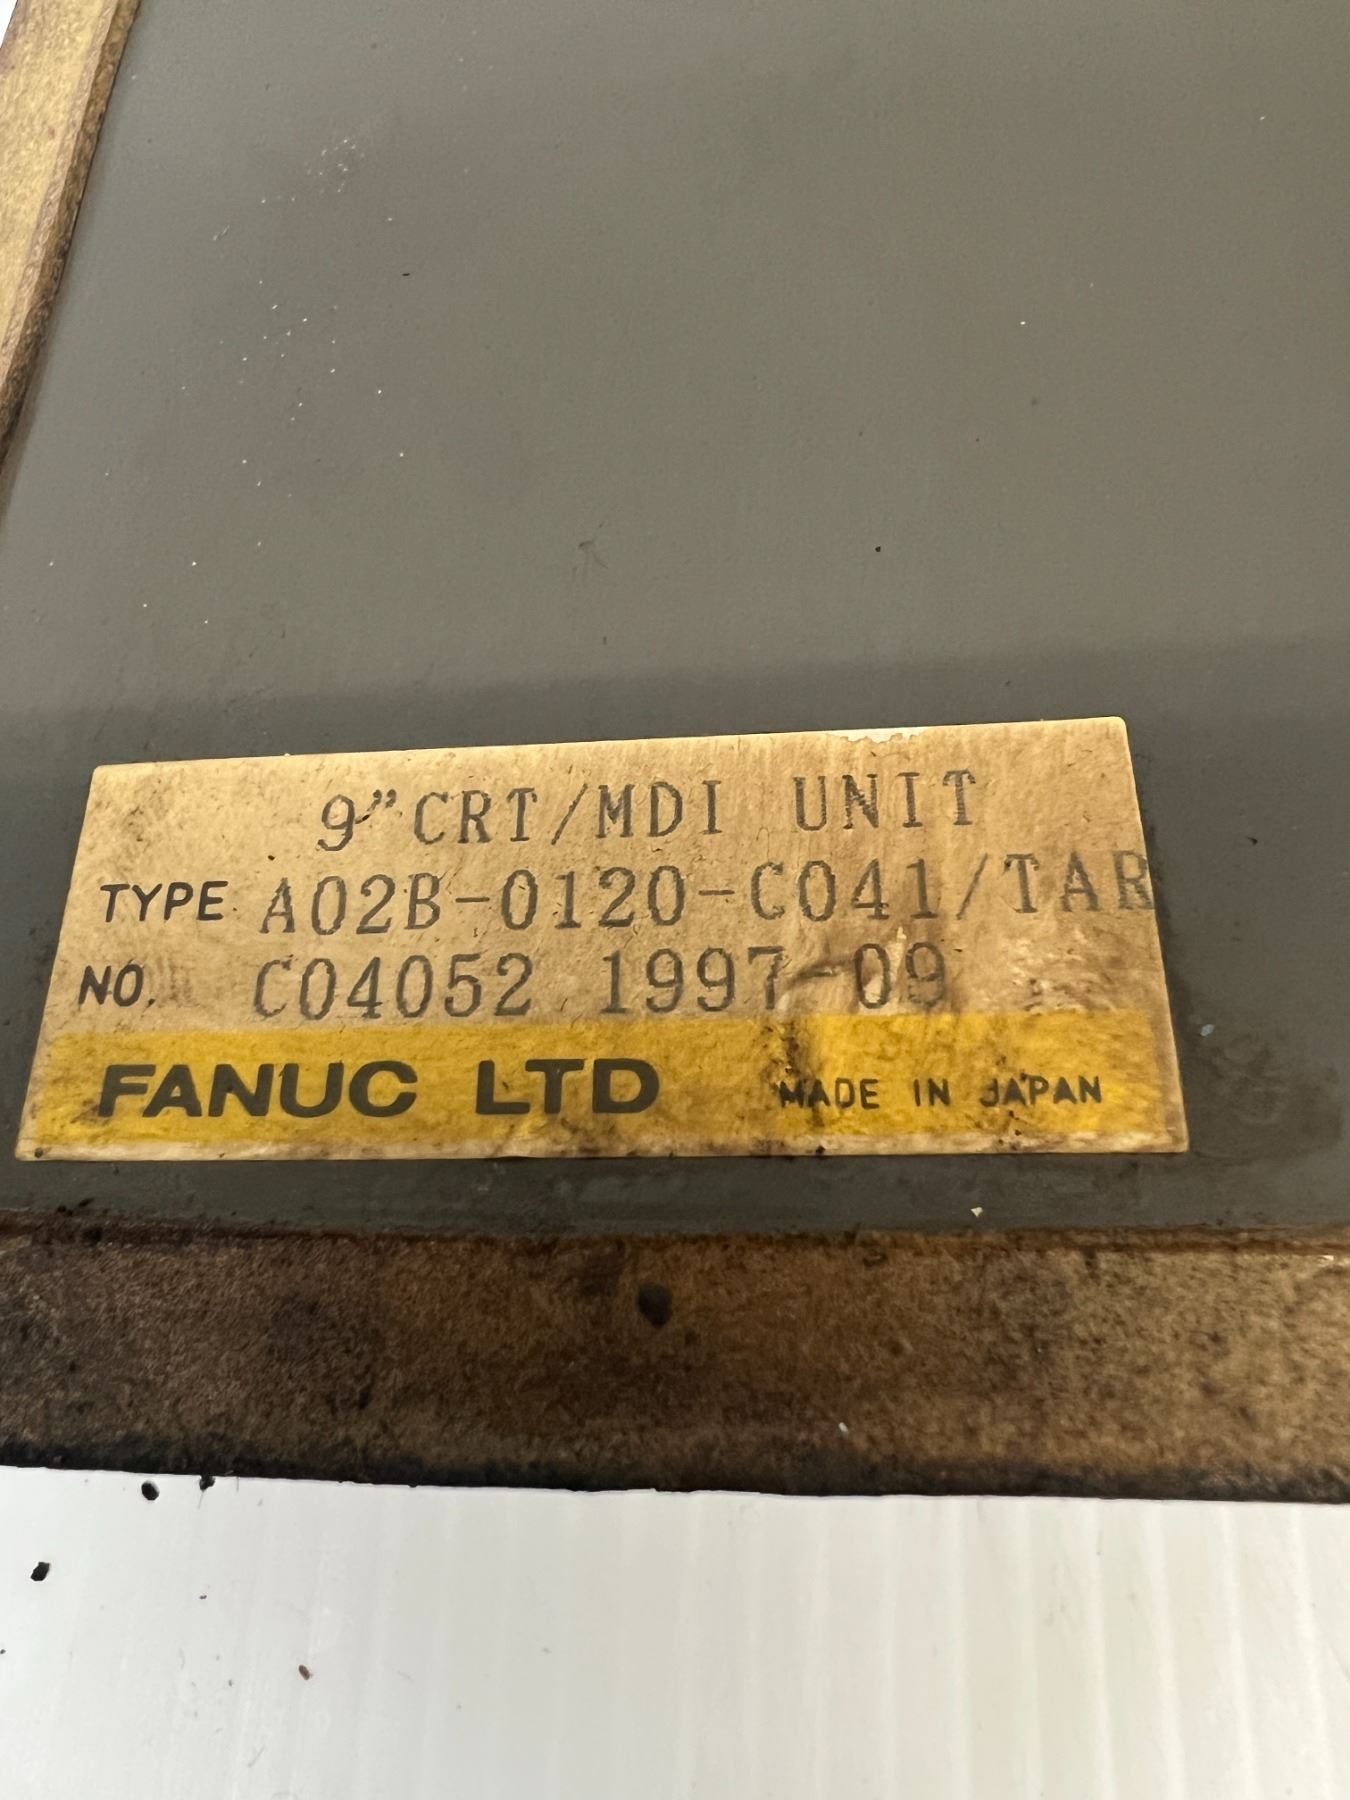 9"CRT/MDI UNIT
TYPE A02B-0120-C041/TAR
NO. C04052 1997-09
FANUC LTD MADE IN JAPAN